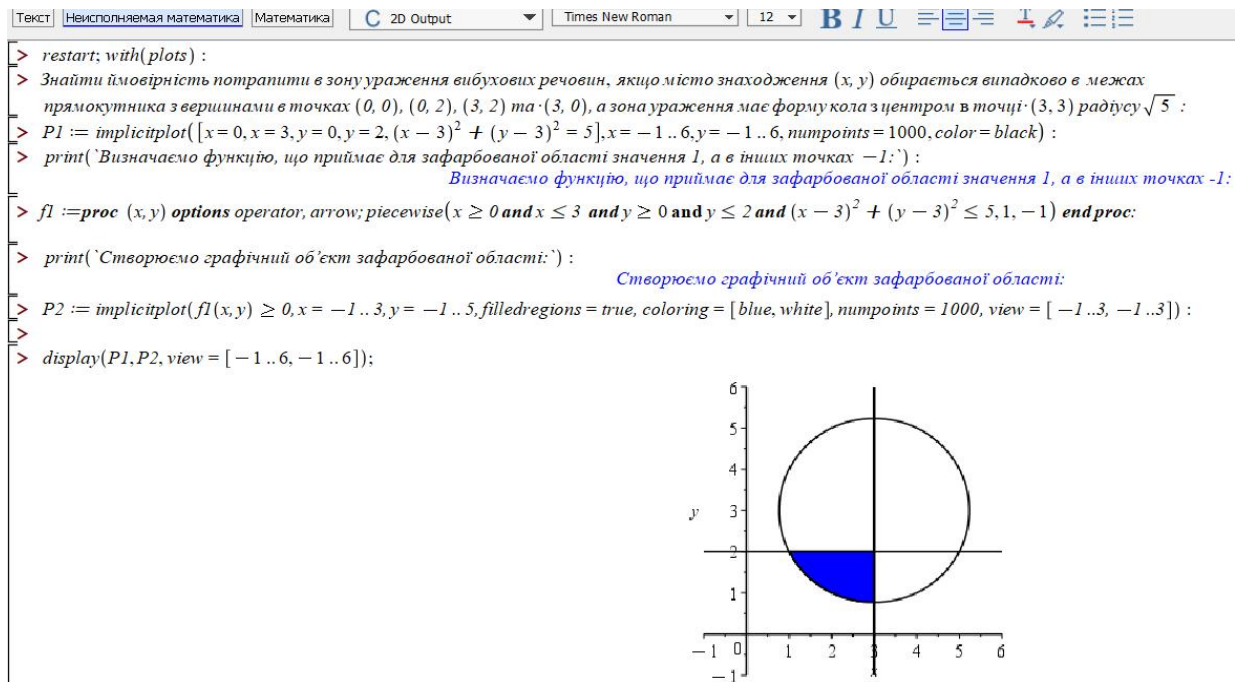 Текст Неисполняемая математика Математика C 2D Output Times New Roman 12 B I U
> restart; with(plots) :
> Знайти ймовірність потрапити в зону ураження вибухових речовин, якщо місто знаходження (x, y) обирається випадково в межах
прямокутника з вершинами в точках (0, 0), (0, 2), (3, 2) та·(3, 0), а зона ураження має форму кола з центром в точці·(3, 3) радіусу √5 :
> P1 := implicitplot([x = 0, x = 3, y = 0, y = 2, (x − 3)² + (y − 3)² = 5], x = − 1 .. 6, y = − 1 .. 6, numpoints = 1000, color = black) :
> print(`Визначаємо функцію, що приймає для зафарбованої області значення 1, а в інших точках −1:`) :
Визначаємо функцію, що приймає для зафарбованої області значення 1, а в інших точках -1:
> f1 := proc (x, y) options operator, arrow; piecewise(x ≥ 0 and x ≤ 3 and y ≥ 0 and y ≤ 2 and (x − 3)² + (y − 3)² ≤ 5, 1, − 1) end proc:
> print(`Створюємо графічний об’єкт зафарбованої області:`) :
Створюємо графічний об’єкт зафарбованої області:
> P2 := implicitplot(f1(x, y) ≥ 0, x = −1 .. 3, y = −1 .. 5, filledregions = true, coloring = [blue, white], numpoints = 1000, view = [ −1 ..3, −1 ..3]) :
>
> display(P1, P2, view = [ − 1 .. 6, − 1 .. 6]);
6
5
4
y 3
2
1
− 1 0 1 2 3 4 5 6
x
− 1